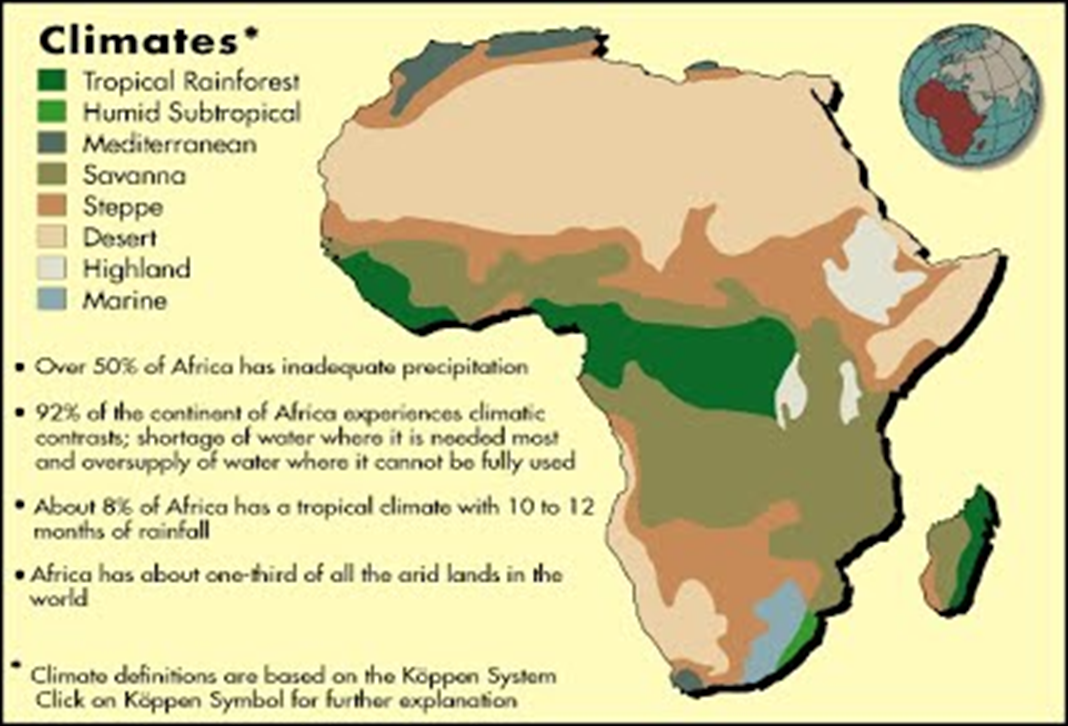 Climates*
Tropical Rainforest
Humid Subtropical
Mediterranean
Savanna
Steppe
Desert
Highland
Marine
• Over 50% of Africa has inadequate precipitation
• 92% of the continent of Africa experiences climatic
contrasts; shortage of water where it is needed most
and oversupply of water where it cannot be fully used
• About 8% of Africa has a tropical climate with 10 to 12
months of rainfall
• Africa has about one-third of all the arid lands in the
world
* Climate definitions are based on the Köppen System
Click on Köppen Symbol for further explanation